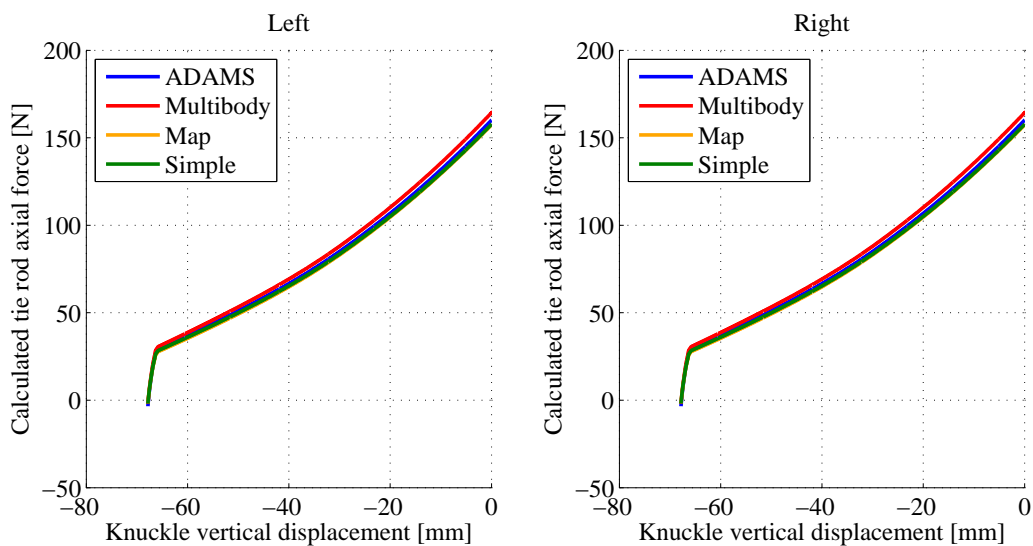 Left
200
150
100
50
0
−50
−80
−60
−40
−20
0
Knuckle vertical displacement [mm]
Calculated tie rod axial force [N]
ADAMS
Multibody
Map
Simple
Right
200
150
100
50
0
−50
−80
−60
−40
−20
0
Knuckle vertical displacement [mm]
Calculated tie rod axial force [N]
ADAMS
Multibody
Map
Simple